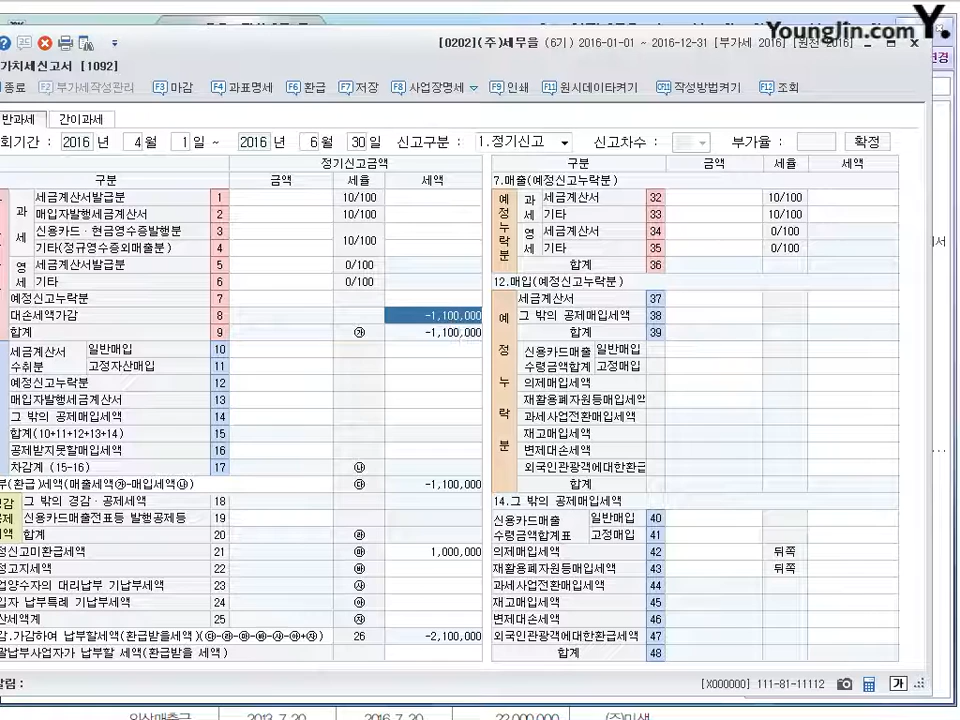 YoungJin.com Y.
[0202](주)세무을 (6기) 2016-01-01 ~ 2016-12-31 [부가세 2016] [원천 2016]
가치세신고서 [1092]
종료 F2 부가세작성관리 F3 마감 F4 과표명세 F6 환급 F7 저장 F8 사업장명세 F9 인쇄 F11 원시데이타켜기 CF11 작성방법켜기 F12 조회
반과세 간이과세
회기간 : 2016 년 4 월 1 일 ~ 2016 년 6 월 30 일 신고구분 : 1.정기신고 신고차수 : 부가율 : 확정
정기신고금액
구분 금액 세율 세액
과세 세금계산서발급분 1 10/100
매입자발행세금계산서 2 10/100
신용카드·현금영수증발행분 3 10/100
기타(정규영수증외매출분) 4
영세 세금계산서발급분 5 0/100
기타 6 0/100
예정신고누락분 7
대손세액가감 8 -1,100,000
합계 9 ㉮ -1,100,000
세금계산서 수취분 일반매입 10
고정자산매입 11
예정신고누락분 12
매입자발행세금계산서 13
그 밖의 공제매입세액 14
합계(10+11+12+13+14) 15
공제받지못할매입세액 16
차감계 (15-16) 17 ㉯
부(환급)세액(매출세액㉮-매입세액㉯) ㉰ -1,100,000
경감 공제 세액 그 밖의 경감·공제세액 18
신용카드매출전표등 발행공제등 19
합계 20 ㉱
정신고미환급세액 21 ㉲ 1,000,000
정고지세액 22 ㉳
업양수자의 대리납부 기납부세액 23 ㉴
입자 납부특례 기납부세액 24 ㉵
산세액계 25 ㉶
감.가감하여 납부할세액(환급받을세액)(㉰-㉱-㉲-㉳-㉴-㉵+㉶) 26 -2,100,000
괄납부사업자가 납부할 세액(환급받을 세액)
구분 금액 세율 세액
7.매출(예정신고누락분)
예정누락분 과세 세금계산서 32 10/100
기타 33 10/100
영세 세금계산서 34 0/100
기타 35 0/100
합계 36
12.매입(예정신고누락분)
예정누락분 세금계산서 37
그 밖의 공제매입세액 38
합계 39
신용카드매출 수령금액합계 일반매입
고정매입
의제매입세액
재활용폐자원등매입세액
과세사업전환매입세액
재고매입세액
변제대손세액
외국인관광객에대한환급
합계
14.그 밖의 공제매입세액
신용카드매출 수령금액합계표 일반매입 40
고정매입 41
의제매입세액 42 뒤쪽
재활용폐자원등매입세액 43 뒤쪽
과세사업전환매입세액 44
재고매입세액 45
변제대손세액 46
외국인관광객에대한환급세액 47
합계 48
알림 : [X000000] 111-81-11112 가
변경
서
외상매출금 2013.7.20 2016.7.20 22,000,000 (주)미생